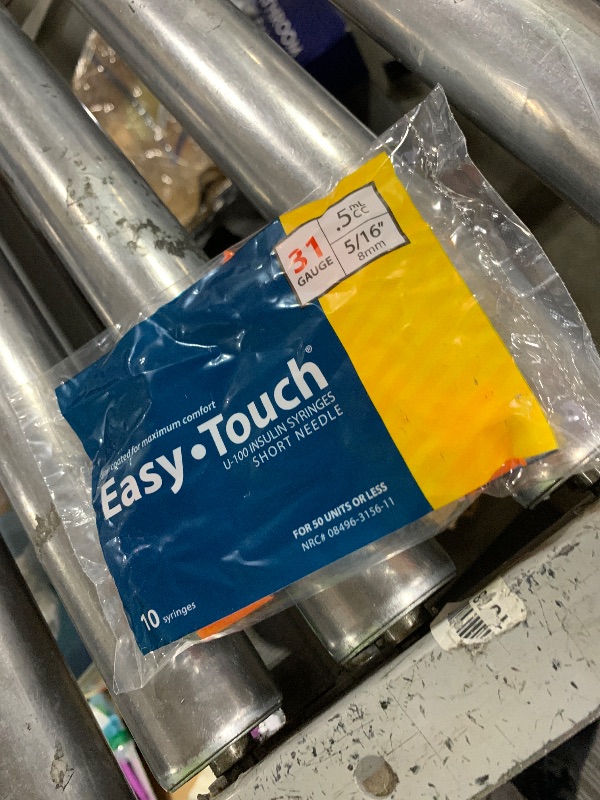 31
GAUGE
.5 mL
CC
5/16"
8mm
coated for maximum comfort
Easy•Touch®
U-100 INSULIN SYRINGES
SHORT NEEDLE
FOR 50 UNITS OR LESS
NRC# 08496-3156-11
10 syringes